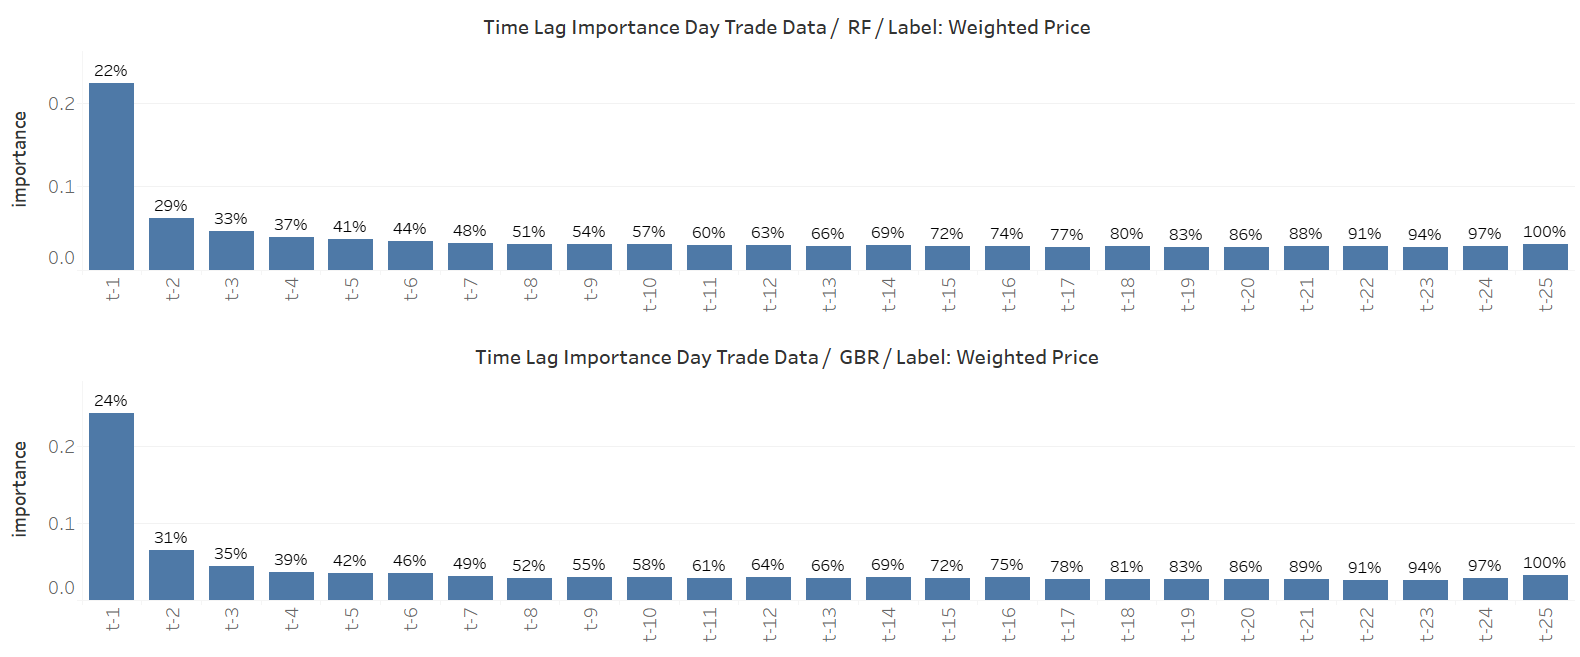 Time Lag Importance Day Trade Data / RF / Label: Weighted Price
importance
0.2
0.1
0.0
22% 29% 33% 37% 41% 44% 48% 51% 54% 57% 60% 63% 66% 69% 72% 74% 77% 80% 83% 86% 88% 91% 94% 97% 100%
t-1 t-2 t-3 t-4 t-5 t-6 t-7 t-8 t-9 t-10 t-11 t-12 t-13 t-14 t-15 t-16 t-17 t-18 t-19 t-20 t-21 t-22 t-23 t-24 t-25
Time Lag Importance Day Trade Data / GBR / Label: Weighted Price
importance
0.2
0.1
0.0
24% 31% 35% 39% 42% 46% 49% 52% 55% 58% 61% 64% 66% 69% 72% 75% 78% 81% 83% 86% 89% 91% 94% 97% 100%
t-1 t-2 t-3 t-4 t-5 t-6 t-7 t-8 t-9 t-10 t-11 t-12 t-13 t-14 t-15 t-16 t-17 t-18 t-19 t-20 t-21 t-22 t-23 t-24 t-25